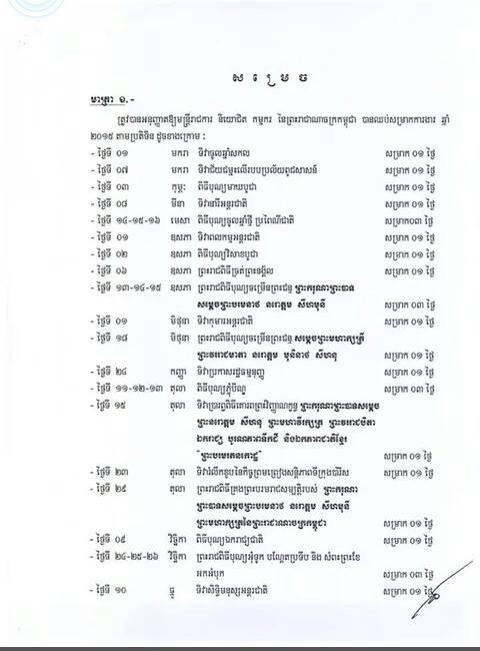 សម្រេច
មាត្រា ១.-
ត្រូវបានអនុញ្ញាតឱ្យមន្ត្រីរាជការ និយោជិត កម្មករ នៃព្រះរាជាណាចក្រកម្ពុជា បានឈប់សម្រាកការងារ ឆ្នាំ
២០១៥ តាមប្រតិទិន ដូចខាងក្រោម :
- ថ្ងៃទី ០១ មករា ទិវាចូលឆ្នាំសកល សម្រាក ០១ ថ្ងៃ
- ថ្ងៃទី ០៧ មករា ទិវាជ័យជម្នះលើរបបប្រល័យពូជសាសន៍ សម្រាក ០១ ថ្ងៃ
- ថ្ងៃទី ០៣ កុម្ភៈ ពិធីបុណ្យមាឃបូជា សម្រាក ០១ ថ្ងៃ
- ថ្ងៃទី ០៨ មីនា ទិវានារីអន្តរជាតិ សម្រាក ០១ ថ្ងៃ
- ថ្ងៃទី ១៤-១៥-១៦ មេសា ពិធីបុណ្យចូលឆ្នាំថ្មី ប្រពៃណីជាតិ សម្រាក ០៣ ថ្ងៃ
- ថ្ងៃទី ០១ ឧសភា ទិវាពលកម្មអន្តរជាតិ សម្រាក ០១ ថ្ងៃ
- ថ្ងៃទី ០២ ឧសភា ពិធីបុណ្យវិសាខបូជា សម្រាក ០១ ថ្ងៃ
- ថ្ងៃទី ០៦ ឧសភា ព្រះរាជពិធីច្រត់ព្រះនង្គ័ល សម្រាក ០១ ថ្ងៃ
- ថ្ងៃទី ១៣-១៤-១៥ ឧសភា ព្រះរាជពិធីបុណ្យចម្រើនព្រះជន្ម ព្រះករុណាព្រះបាទ
សម្តេចព្រះបរមនាថ នរោត្តម សីហមុនី សម្រាក ០៣ ថ្ងៃ
- ថ្ងៃទី ០១ មិថុនា ទិវាកុមារអន្តរជាតិ សម្រាក ០១ ថ្ងៃ
- ថ្ងៃទី ១៨ មិថុនា ព្រះរាជពិធីបុណ្យចម្រើនព្រះជន្ម សម្តេចព្រះមហាក្សត្រី
ព្រះវររាជមាតា នរោត្តម មុនិនាថ សីហនុ សម្រាក ០១ ថ្ងៃ
- ថ្ងៃទី ២៤ កញ្ញា ទិវាប្រកាសរដ្ឋធម្មនុញ្ញ សម្រាក ០១ ថ្ងៃ
- ថ្ងៃទី ១១-១២-១៣ តុលា ពិធីបុណ្យភ្ជុំបិណ្ឌ សម្រាក ០៣ ថ្ងៃ
- ថ្ងៃទី ១៥ តុលា ទិវាប្រារព្ធពិធីគោរពព្រះវិញ្ញាណក្ខន្ធ ព្រះករុណាព្រះបាទសម្តេច
ព្រះនរោត្តម សីហនុ ព្រះមហាវីរក្សត្រ ព្រះវររាជបិតា
ឯករាជ្យ បូរណភាពទឹកដី និងឯកភាពជាតិខ្មែរ
"ព្រះបរមរតនកោដ្ឋ" សម្រាក ០១ ថ្ងៃ
- ថ្ងៃទី ២៣ តុលា ទិវារំលឹកខួបនៃកិច្ចព្រមព្រៀងសន្តិភាពទីក្រុងប៉ារីស សម្រាក ០១ ថ្ងៃ
- ថ្ងៃទី ២៩ តុលា ព្រះរាជពិធីគ្រងព្រះបរមរាជសម្បត្តិរបស់ ព្រះករុណា
ព្រះបាទសម្តេចព្រះបរមនាថ នរោត្តម សីហមុនី
ព្រះមហាក្សត្រនៃព្រះរាជាណាចក្រកម្ពុជា សម្រាក ០១ ថ្ងៃ
- ថ្ងៃទី ០៩ វិច្ឆិកា ពិធីបុណ្យឯករាជ្យជាតិ សម្រាក ០១ ថ្ងៃ
- ថ្ងៃទី ២៤-២៥-២៦ វិច្ឆិកា ព្រះរាជពិធីបុណ្យអុំទូក បណ្តែតប្រទីប និង សំពះព្រះខែ
អកអំបុក សម្រាក ០៣ ថ្ងៃ
- ថ្ងៃទី ១០ ធ្នូ ទិវាសិទ្ធិមនុស្សអន្តរជាតិ សម្រាក ០១ ថ្ងៃ